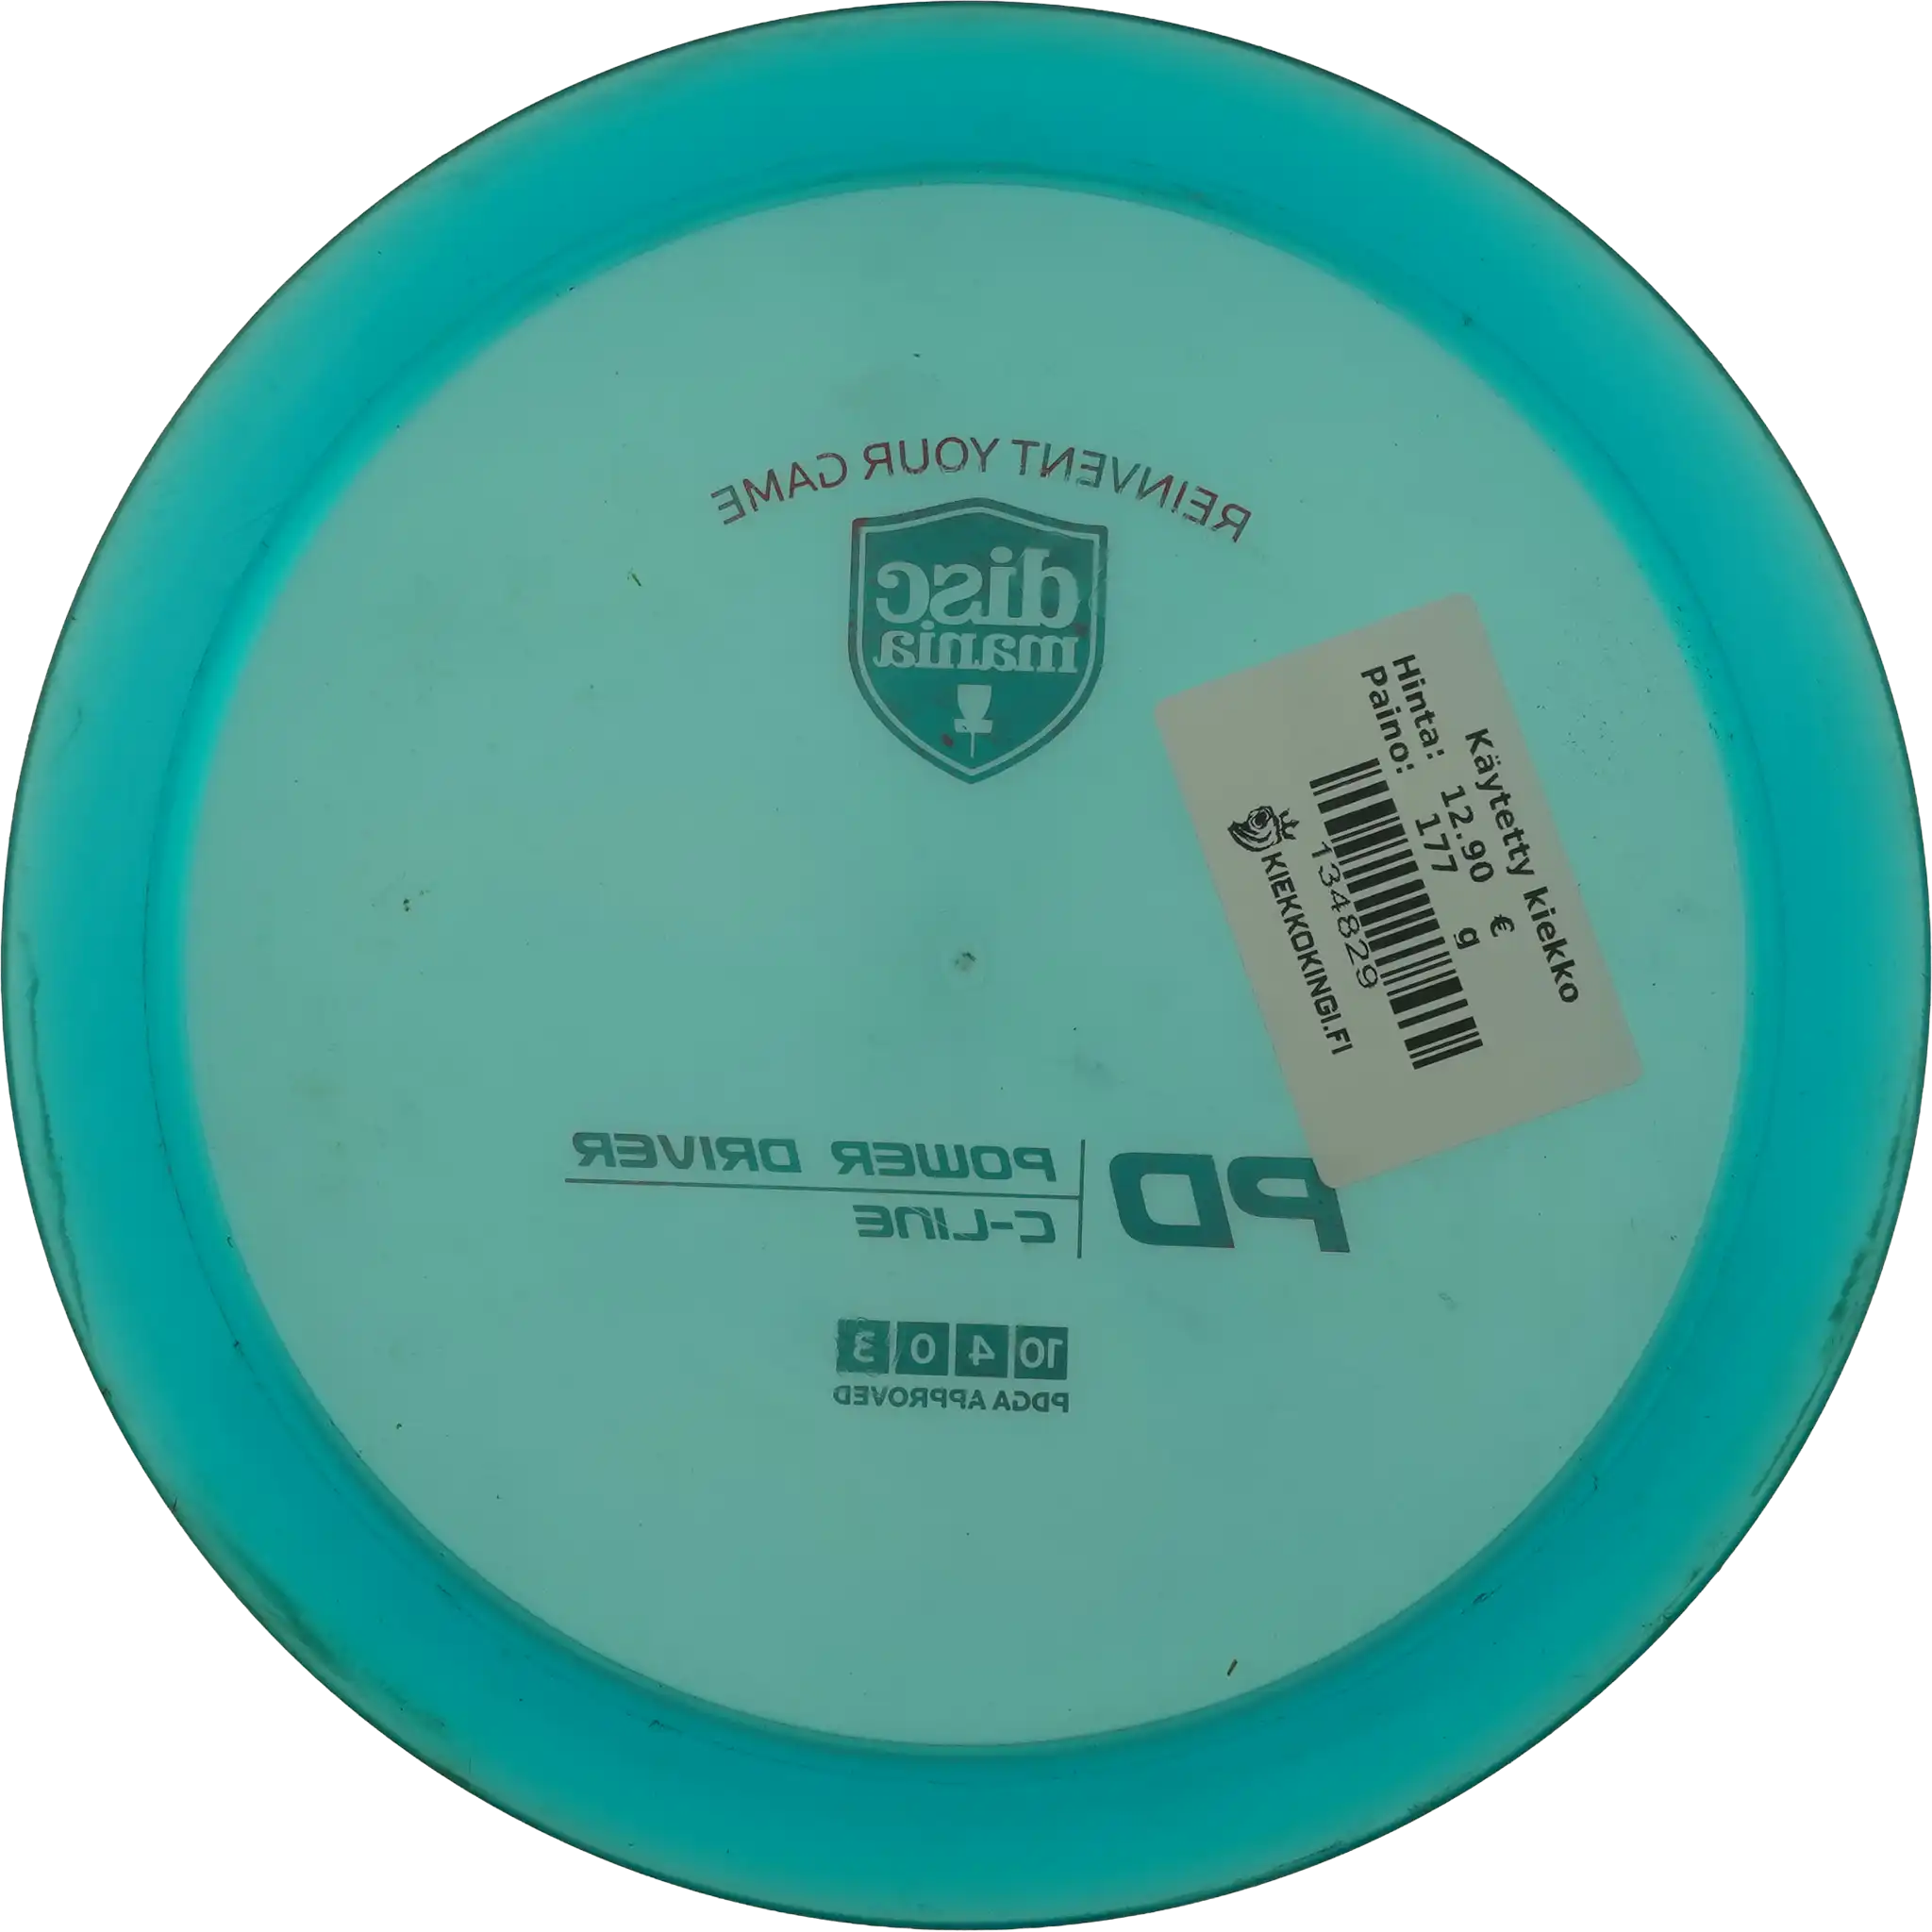 REINVENT YOUR GAME
disc
mania
Käytetty kiekko
Hinta: 12.90 €
Paino: 177 g
134829
KIEKKOKINGI.FI
PD
POWER DRIVER
C-LINE
10 4 0 3
PDGA APPROVED